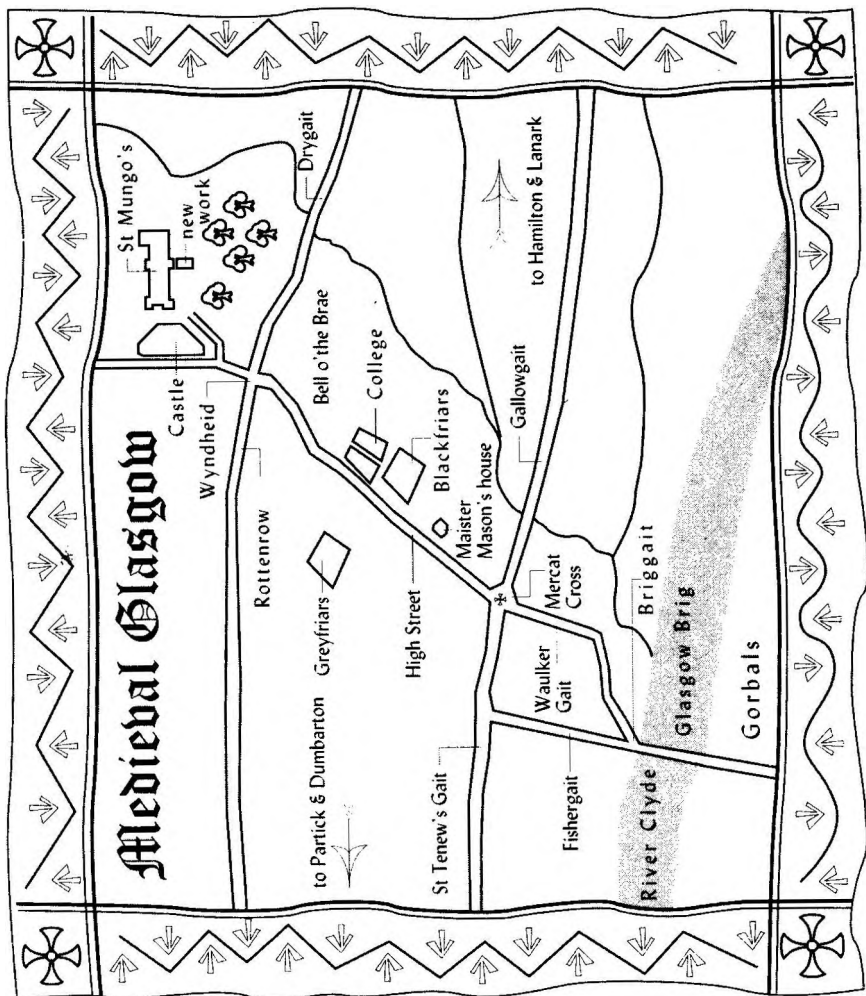 Medieval Glasgow
St Mungo's
new work
Castle
Wyndheid
Drygait
Rottenrow
Bell o'the Brae
College
Greyfriars
Blackfriars
to Partick & Dumbarton
High Street
Maister
Mason's house
to Hamilton & Lanark
Gallowgait
St Tenew's Gait
Mercat
Cross
Waulker
Gait
Fishergait
Briggait
River Clyde
Glasgow Brig
Gorbals